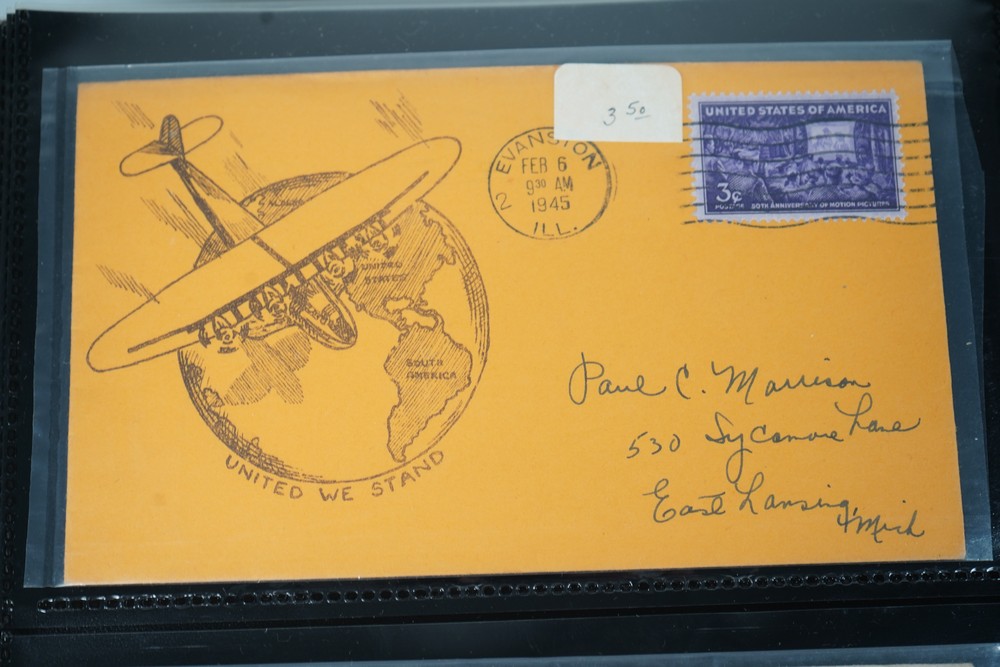 3 50
UNITED STATES OF AMERICA
3¢
POSTAGE 50TH ANNIVERSARY OF MOTION PICTURES
EVANSTON
FEB 6
9 30 AM
1945
2 ILL.
ALASKA
UNITED
STATES
SOUTH
AMERICA
UNITED WE STAND
Paul C. Morrison
530 Sycamore Lane
East Lansing,
Mich